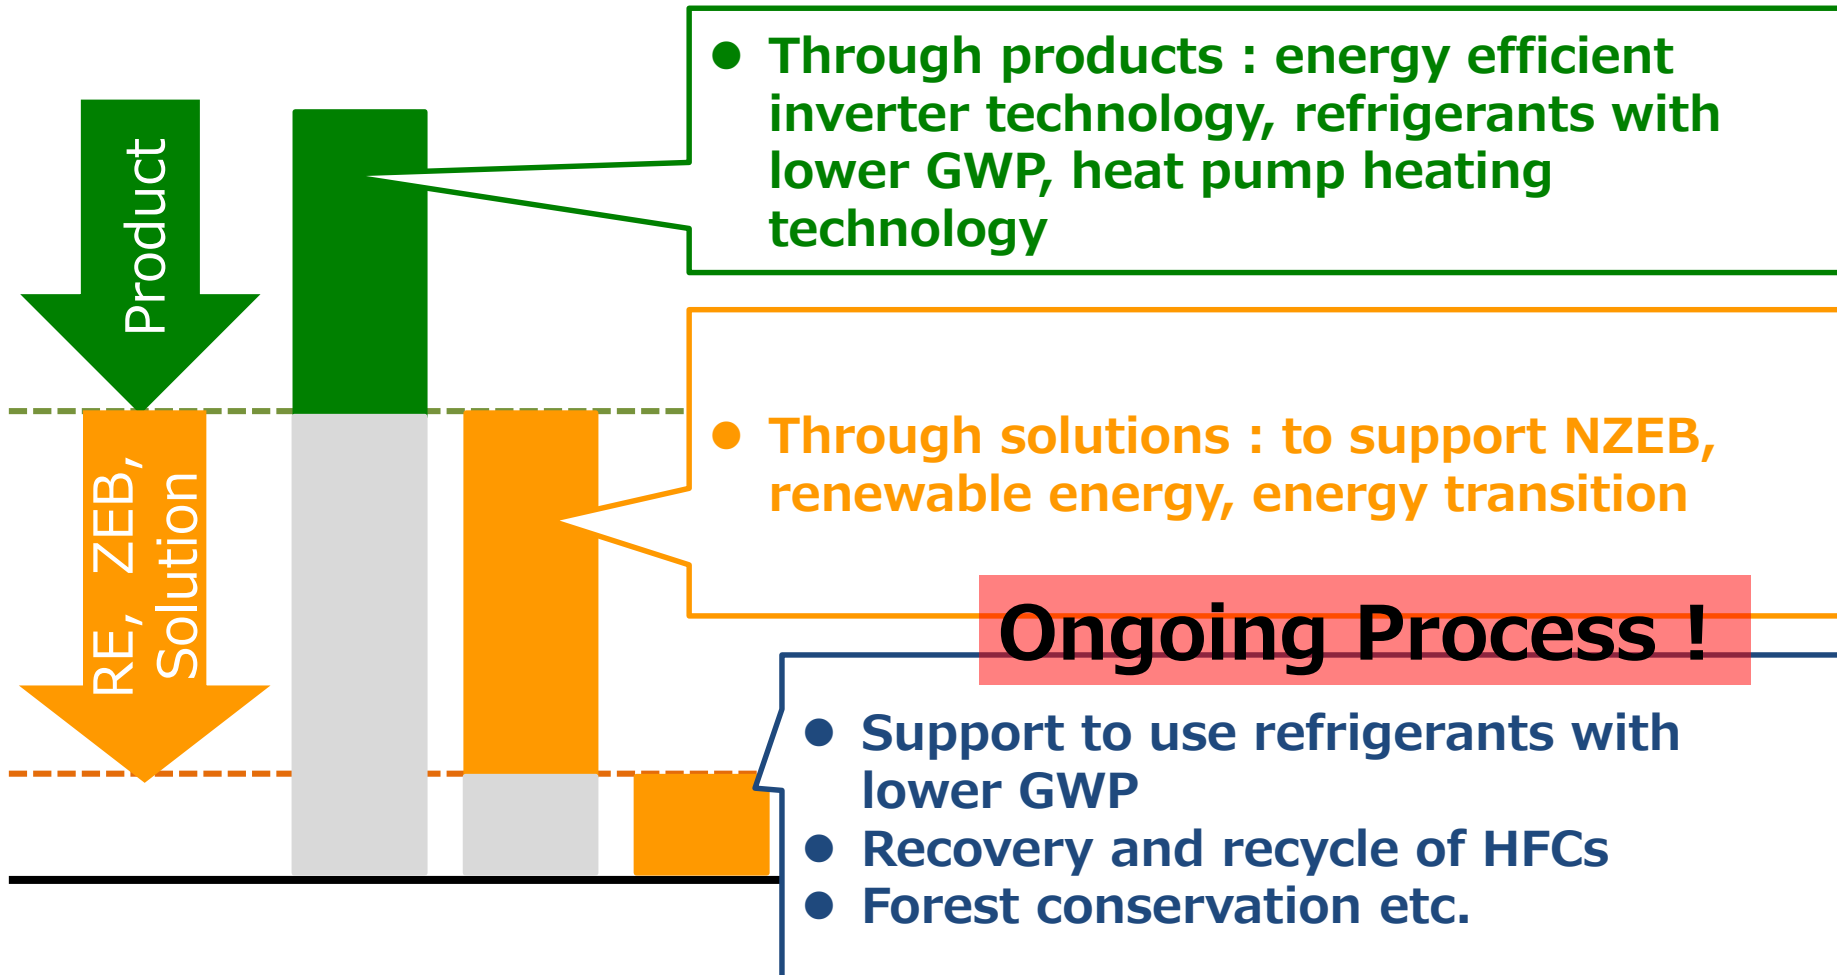 Product
RE, ZEB,
Solution
● Through products : energy efficient
inverter technology, refrigerants with
lower GWP, heat pump heating
technology
● Through solutions : to support NZEB,
renewable energy, energy transition
Ongoing Process !
● Support to use refrigerants with
lower GWP
● Recovery and recycle of HFCs
● Forest conservation etc.